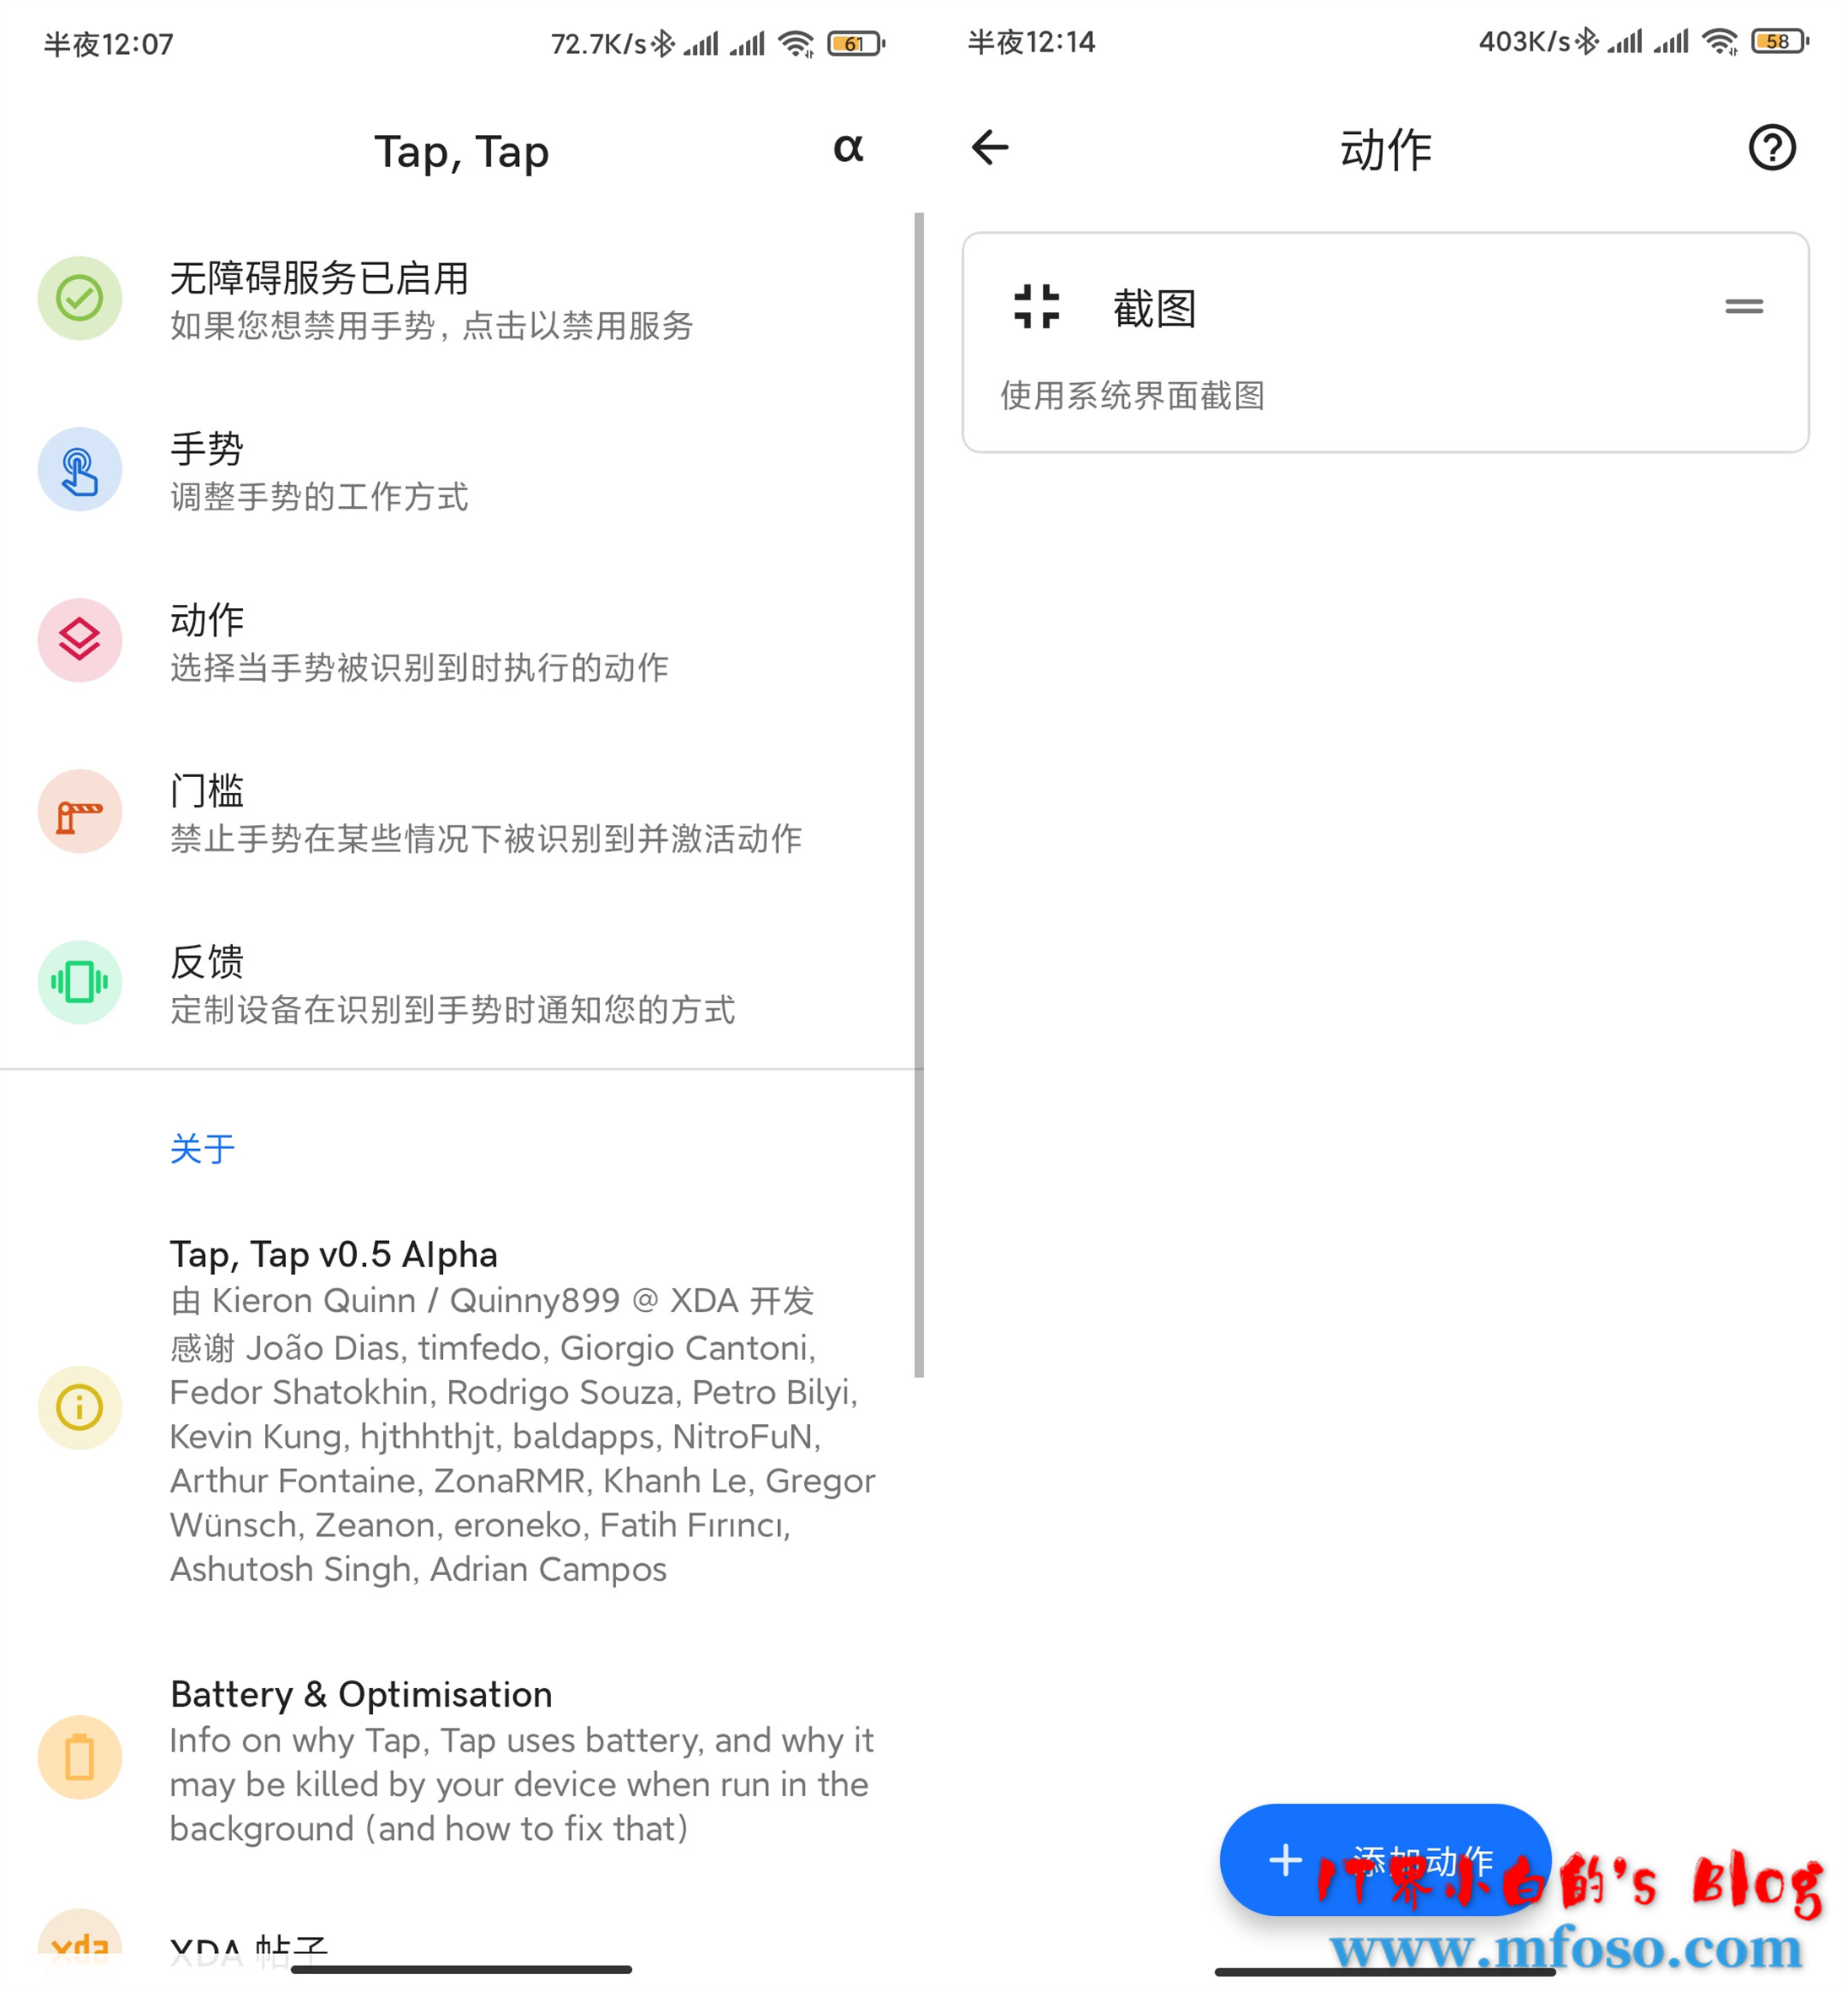 半夜12:07
72.7K/s
61
Tap, Tap
α
无障碍服务已启用
如果您想禁用手势，点击以禁用服务
手势
调整手势的工作方式
动作
选择当手势被识别到时执行的动作
门槛
禁止手势在某些情况下被识别到并激活动作
反馈
定制设备在识别到手势时通知您的方式
关于
Tap, Tap v0.5 Alpha
由 Kieron Quinn / Quinny899 @ XDA 开发
感谢 João Dias, timfedo, Giorgio Cantoni,
Fedor Shatokhin, Rodrigo Souza, Petro Bilyi,
Kevin Kung, hjthhthjt, baldapps, NitroFuN,
Arthur Fontaine, ZonaRMR, Khanh Le, Gregor
Wünsch, Zeanon, eroneko, Fatih Fırıncı,
Ashutosh Singh, Adrian Campos
Battery & Optimisation
Info on why Tap, Tap uses battery, and why it
may be killed by your device when run in the
background (and how to fix that)
xda
XDA 帖子
半夜12:14
403K/s
58
动作
截图
使用系统界面截图
添加动作
IT界小白的's Blog
www.mfoso.com